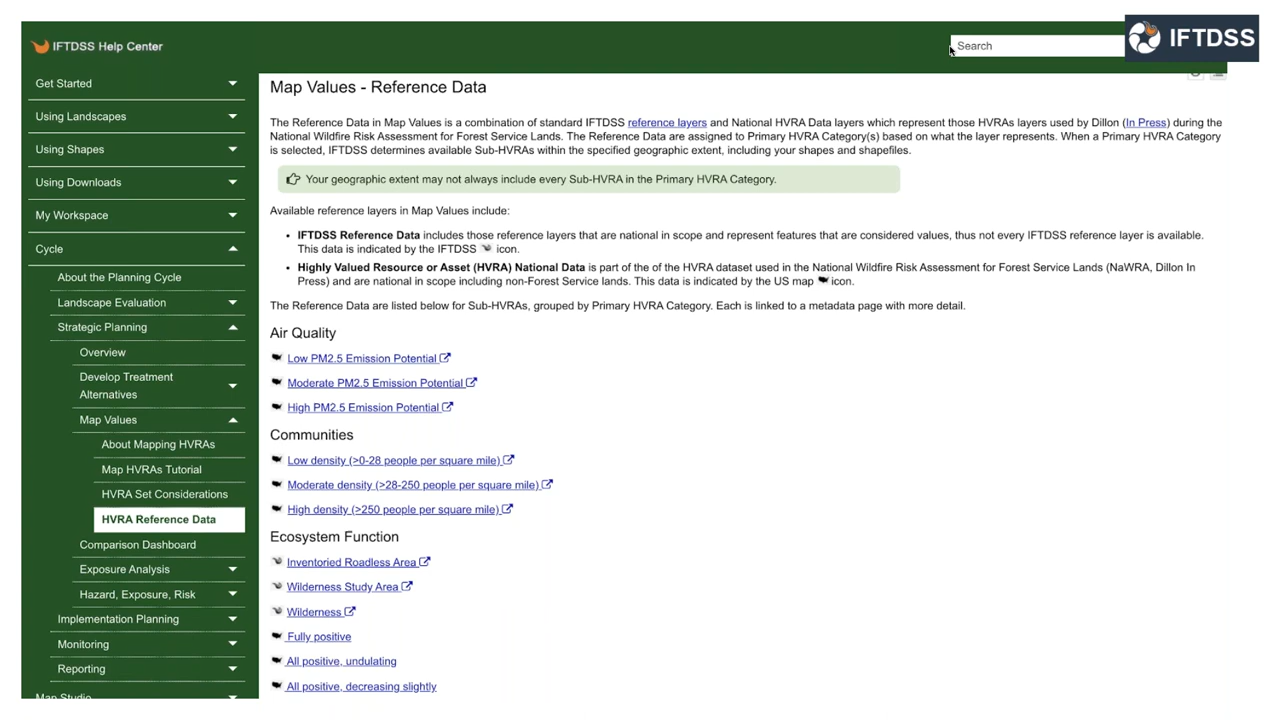 IFTDSS Help Center
Search
IFTDSS
Get Started
Using Landscapes
Using Shapes
Using Downloads
My Workspace
Cycle
About the Planning Cycle
Landscape Evaluation
Strategic Planning
Overview
Develop Treatment
Alternatives
Map Values
About Mapping HVRAs
Map HVRAs Tutorial
HVRA Set Considerations
HVRA Reference Data
Comparison Dashboard
Exposure Analysis
Hazard, Exposure, Risk
Implementation Planning
Monitoring
Reporting
Map Studio
Map Values - Reference Data
The Reference Data in Map Values is a combination of standard IFTDSS reference layers and National HVRA Data layers which represent those HVRAs layers used by Dillon (In Press) during the
National Wildfire Risk Assessment for Forest Service Lands. The Reference Data are assigned to Primary HVRA Category(s) based on what the layer represents. When a Primary HVRA Category
is selected, IFTDSS determines available Sub-HVRAs within the specified geographic extent, including your shapes and shapefiles.
Your geographic extent may not always include every Sub-HVRA in the Primary HVRA Category.
Available reference layers in Map Values include:
• IFTDSS Reference Data includes those reference layers that are national in scope and represent features that are considered values, thus not every IFTDSS reference layer is available.
This data is indicated by the IFTDSS icon.
• Highly Valued Resource or Asset (HVRA) National Data is part of the of the HVRA dataset used in the National Wildfire Risk Assessment for Forest Service Lands (NaWRA, Dillon In
Press) and are national in scope including non-Forest Service lands. This data is indicated by the US map icon.
The Reference Data are listed below for Sub-HVRAs, grouped by Primary HVRA Category. Each is linked to a metadata page with more detail.
Air Quality
Low PM2.5 Emission Potential
Moderate PM2.5 Emission Potential
High PM2.5 Emission Potential
Communities
Low density (>0-28 people per square mile)
Moderate density (>28-250 people per square mile)
High density (>250 people per square mile)
Ecosystem Function
Inventoried Roadless Area
Wilderness Study Area
Wilderness
Fully positive
All positive, undulating
All positive, decreasing slightly